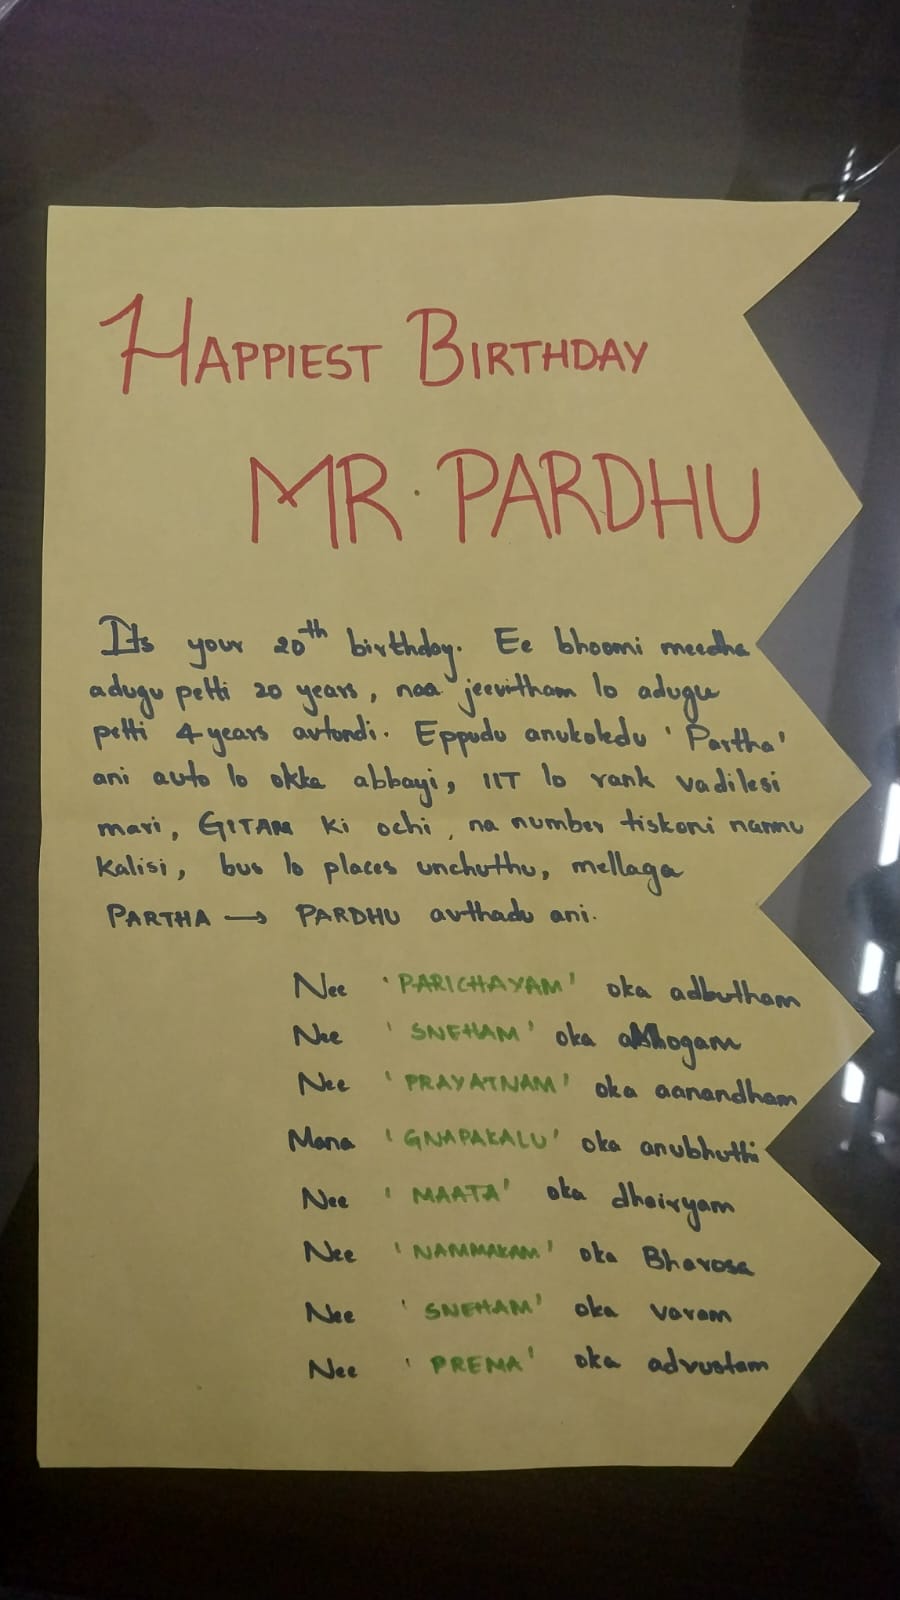 HAPPIEST BIRTHDAY
MR. PARDHU
Its your 20th birthday. Ee bhoomi meedha
adugu petti 20 years, naa jeevitham lo adugu
petti 4 years avtondi. Eppudu anukoledu 'Partha'
ani auto lo okka abbayi, IIT lo rank vadilesi
mari, GITAM ki ochi, na number tiskoni nannu
kalisi, bus lo places unchuthu, mellaga
PARTHA → PARDHU avthadu ani.
Nee 'PARICHAYAM' oka adbutham
Nee 'SNEHAM' oka
Nee 'PRAYATNAM' oka aanandham
Mana 'GNAPAKALU' oka anubhuthi
Nee 'MAATA' oka dhairyam
Nee 'NAMMAKAM' oka Bharosa
Nee 'SNEHAM' oka varam
Nee 'PREMA' oka advustam